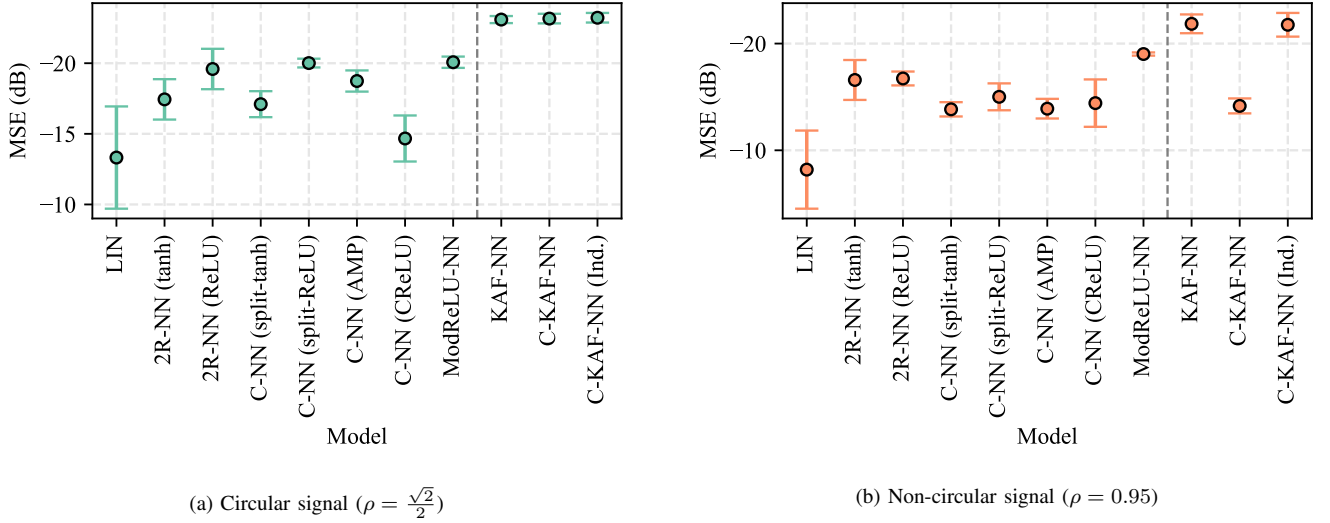 MSE (dB)
−20
−15
−10
LIN
2R-NN (tanh)
2R-NN (ReLU)
C-NN (split-tanh)
C-NN (split-ReLU)
C-NN (AMP)
C-NN (CReLU)
ModReLU-NN
KAF-NN
C-KAF-NN
C-KAF-NN (Ind.)
Model
(a) Circular signal (ρ = √2/2)
MSE (dB)
−20
−10
LIN
2R-NN (tanh)
2R-NN (ReLU)
C-NN (split-tanh)
C-NN (split-ReLU)
C-NN (AMP)
C-NN (CReLU)
ModReLU-NN
KAF-NN
C-KAF-NN
C-KAF-NN (Ind.)
Model
(b) Non-circular signal (ρ = 0.95)